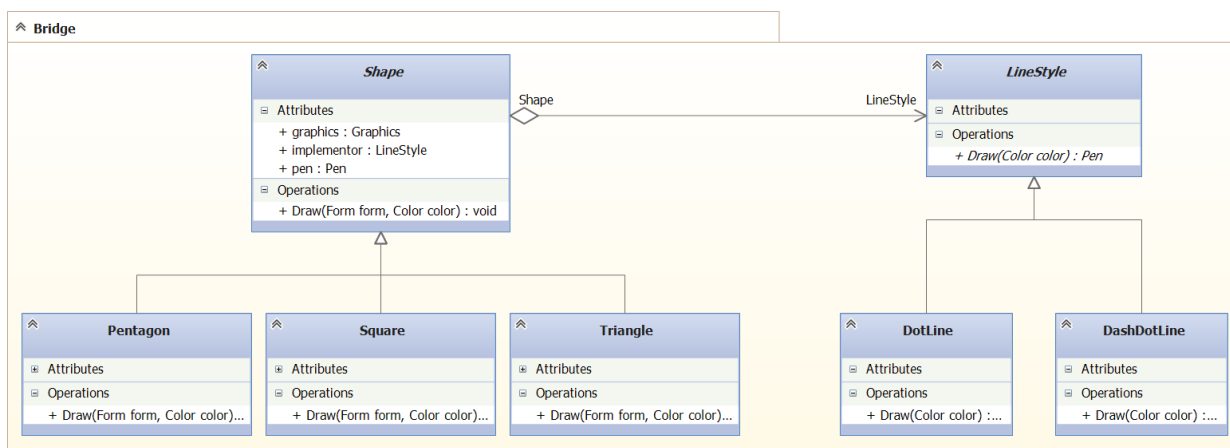 Bridge
Shape
Attributes
+ graphics : Graphics
+ implementor : LineStyle
+ pen : Pen
Operations
+ Draw(Form form, Color color) : void
Shape
LineStyle
LineStyle
Attributes
Operations
+ Draw(Color color) : Pen
Pentagon
Attributes
Operations
+ Draw(Form form, Color color)...
Square
Attributes
Operations
+ Draw(Form form, Color color)...
Triangle
Attributes
Operations
+ Draw(Form form, Color color)...
DotLine
Attributes
Operations
+ Draw(Color color) :...
DashDotLine
Attributes
Operations
+ Draw(Color color) :...